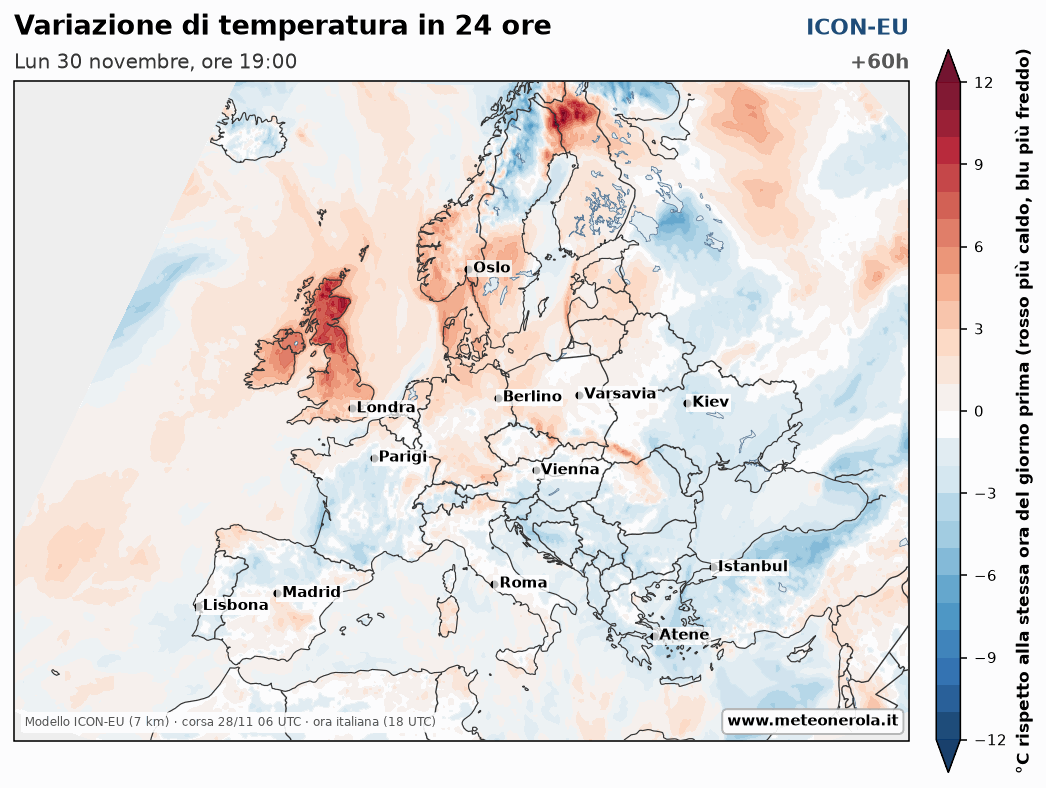 Variazione di temperatura in 24 ore
ICON-EU
Lun 30 novembre, ore 19:00
+60h
Oslo
Londra
Berlino
Varsavia
Kiev
Parigi
Vienna
Istanbul
Roma
Madrid
Lisbona
Atene
Modello ICON-EU (7 km) · corsa 28/11 06 UTC · ora italiana (18 UTC)
www.meteonerola.it
12
9
6
3
0
−3
−6
−9
−12
°C rispetto alla stessa ora del giorno prima (rosso più caldo, blu più freddo)